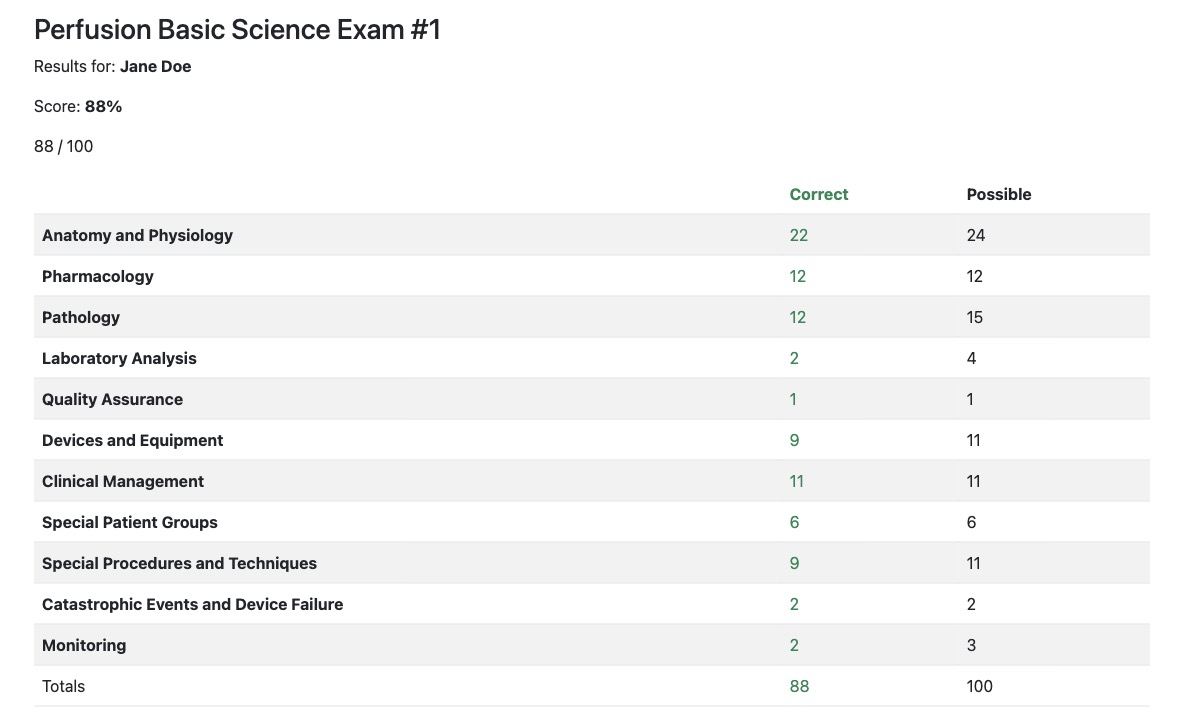 Perfusion Basic Science Exam #1
Results for: Jane Doe
Score: 88%
88 / 100
Correct Possible
Anatomy and Physiology 22 24
Pharmacology 12 12
Pathology 12 15
Laboratory Analysis 2 4
Quality Assurance 1 1
Devices and Equipment 9 11
Clinical Management 11 11
Special Patient Groups 6 6
Special Procedures and Techniques 9 11
Catastrophic Events and Device Failure 2 2
Monitoring 2 3
Totals 88 100